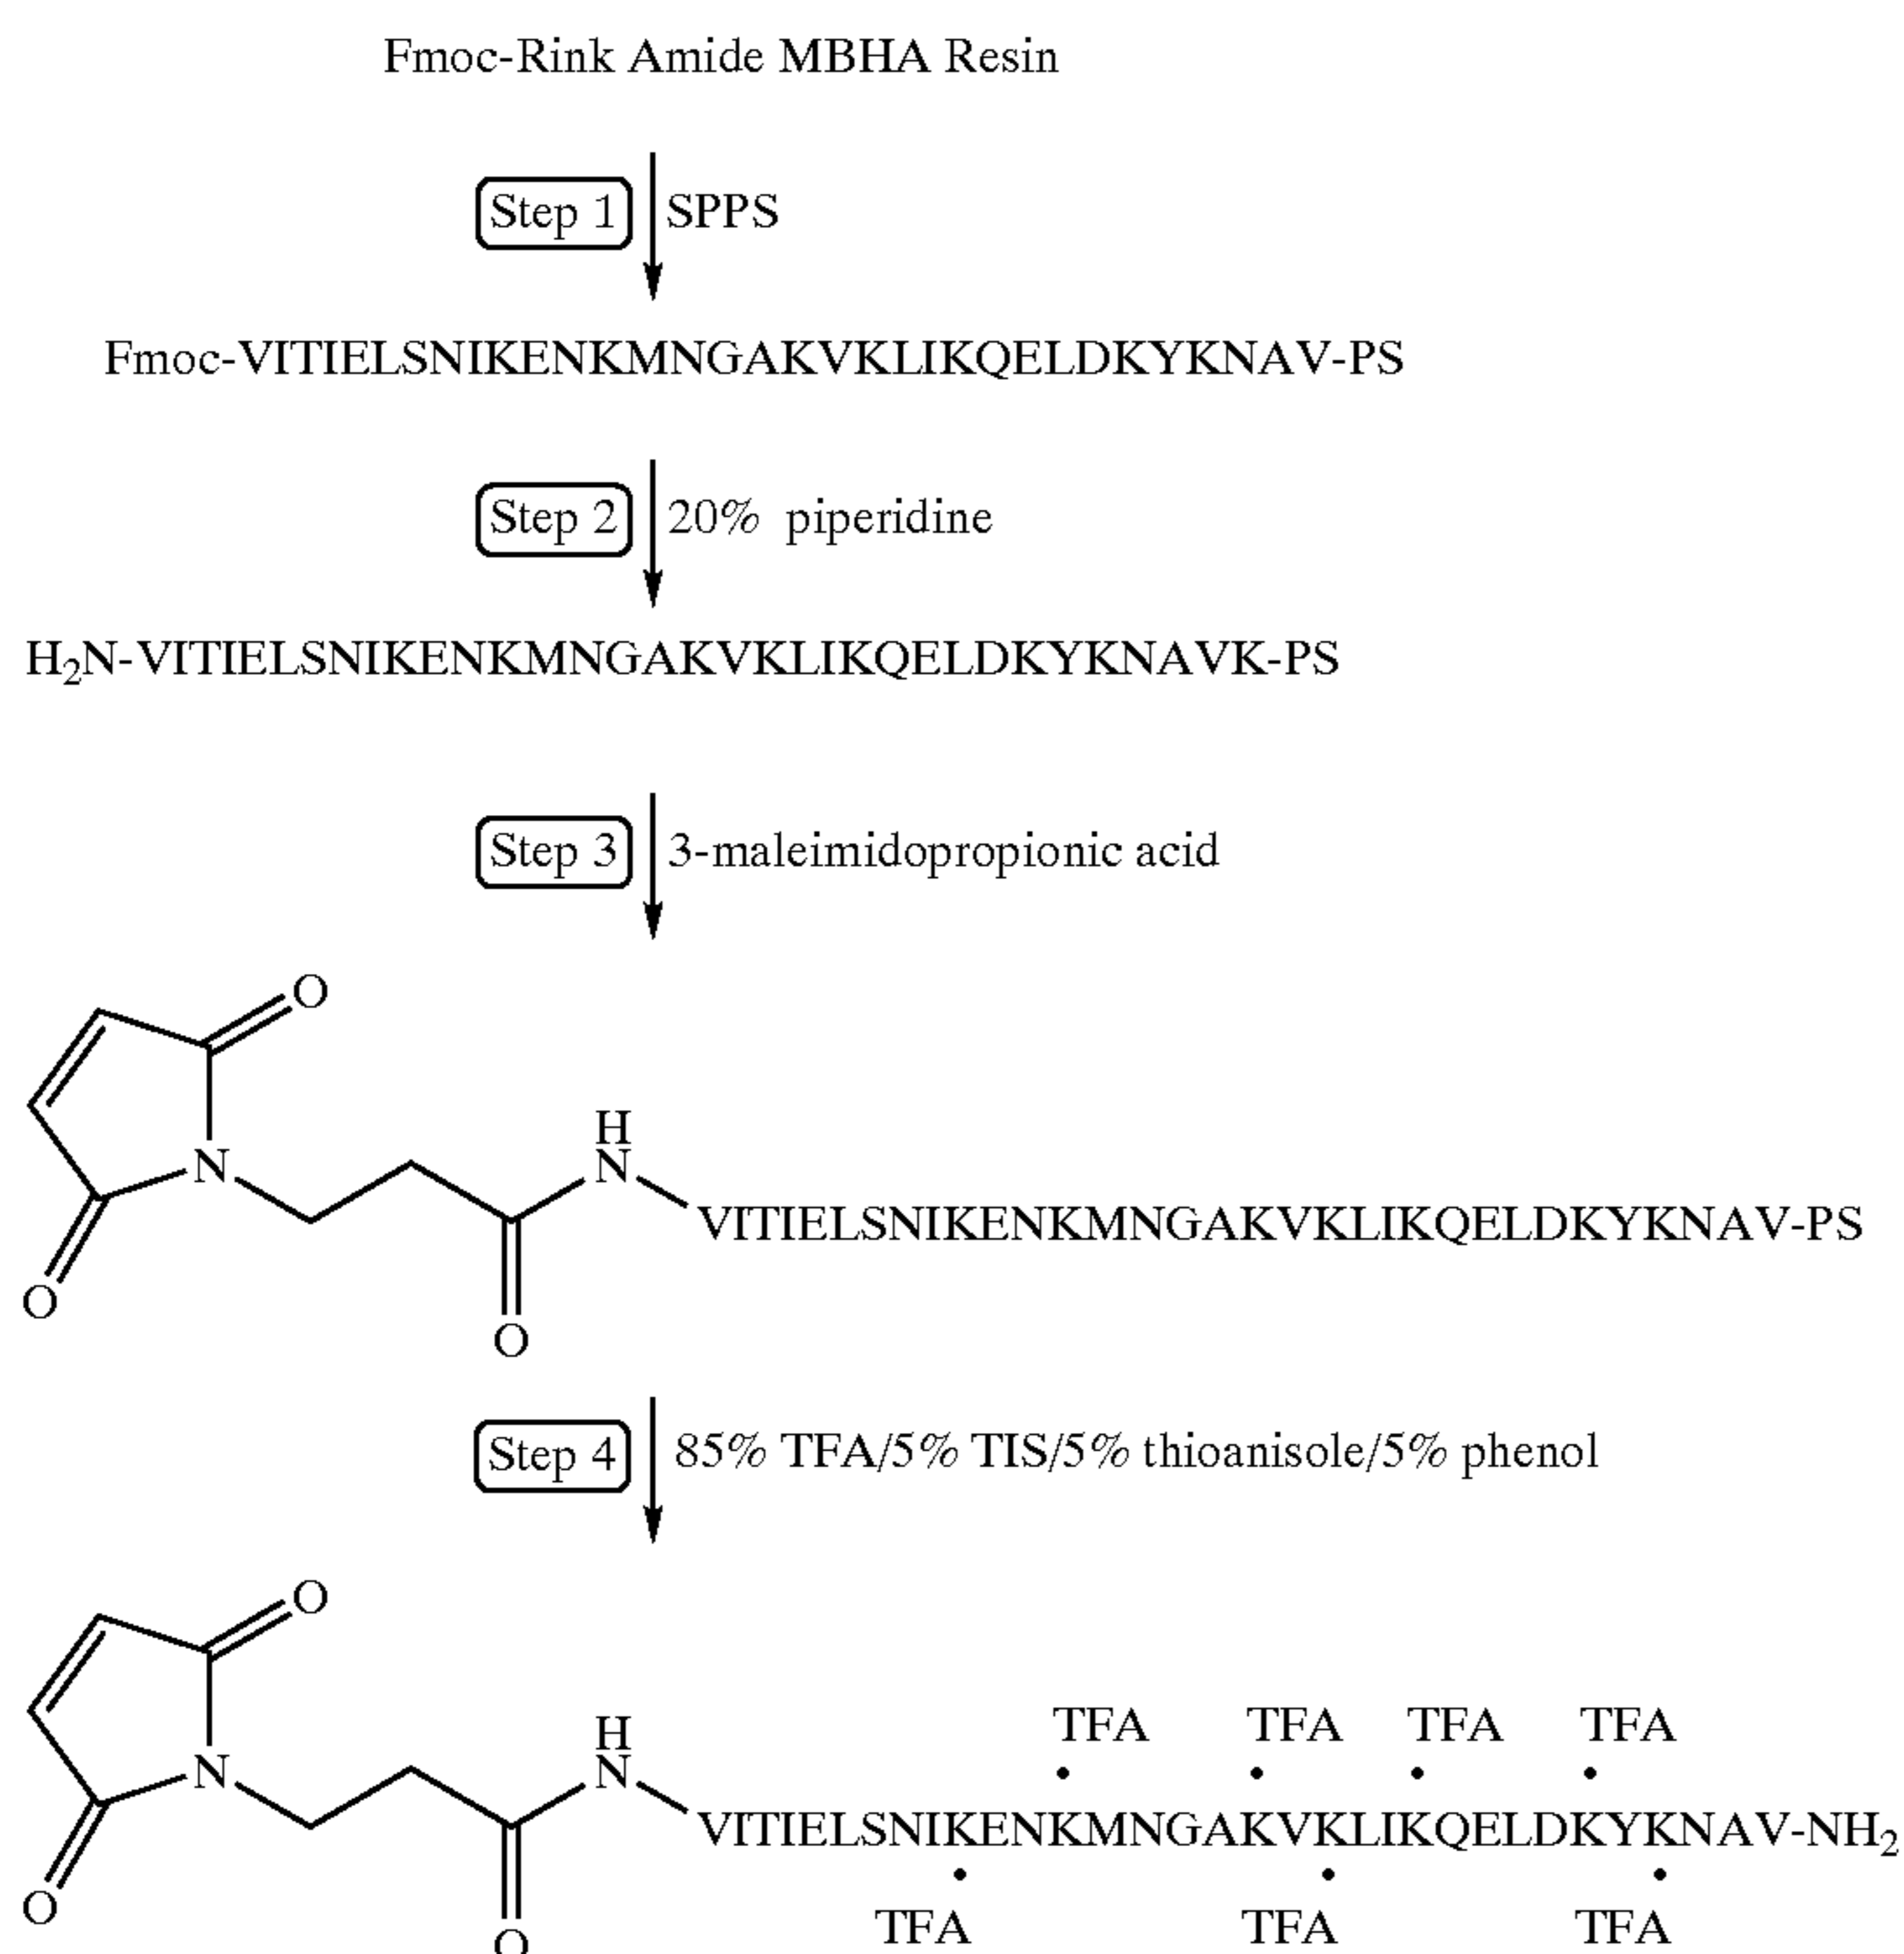 Fmoc-Rink Amide MBHA Resin
Step 1 SPPS
Fmoc-VITIELSNIKENKMNGAKVKLIKQELDKYKNAV-PS
Step 2 20% piperidine
H2N-VITIELSNIKENKMNGAKVKLIKQELDKYKNAVK-PS
Step 3 3-maleimidopropionic acid
O
H
N N
VITIELSNIKENKMNGAKVKLIKQELDKYKNAV-PS
O
O
Step 4 85% TFA/5% TIS/5% thioanisole/5% phenol
O
TFA TFA TFA TFA
H
N N
VITIELSNIKENKMNGAKVKLIKQELDKYKNAV-NH2
O
TFA TFA TFA
O